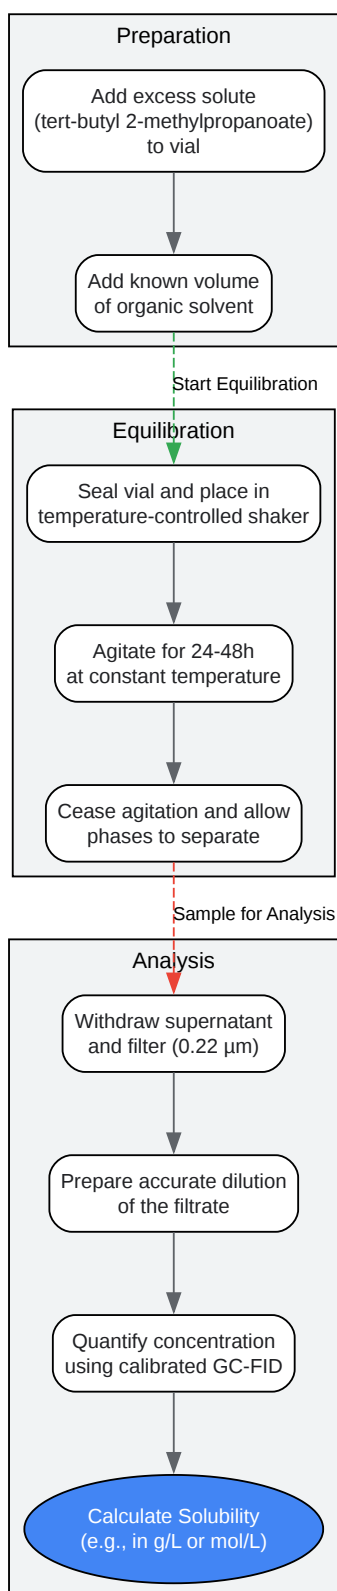 Preparation
Add excess solute
(tert-butyl 2-methylpropanoate)
to vial
Add known volume
of organic solvent
Start Equilibration
Equilibration
Seal vial and place in
temperature-controlled shaker
Agitate for 24-48h
at constant temperature
Cease agitation and allow
phases to separate
Sample for Analysis
Analysis
Withdraw supernatant
and filter (0.22 µm)
Prepare accurate dilution
of the filtrate
Quantify concentration
using calibrated GC-FID
Calculate Solubility
(e.g., in g/L or mol/L)